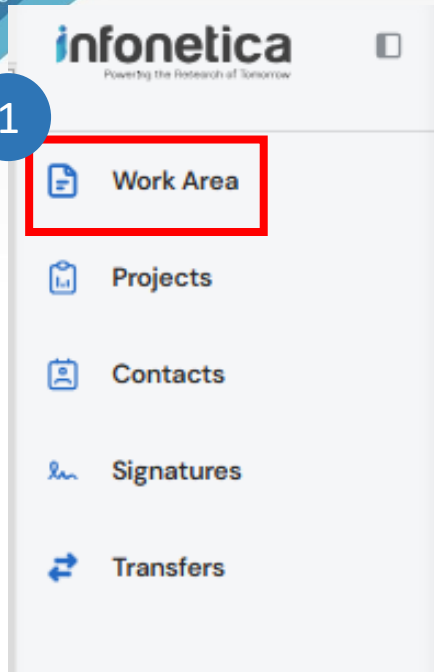 infonetica
Powering the Research of Tomorrow
1
Work Area
Projects
Contacts
Signatures
Transfers